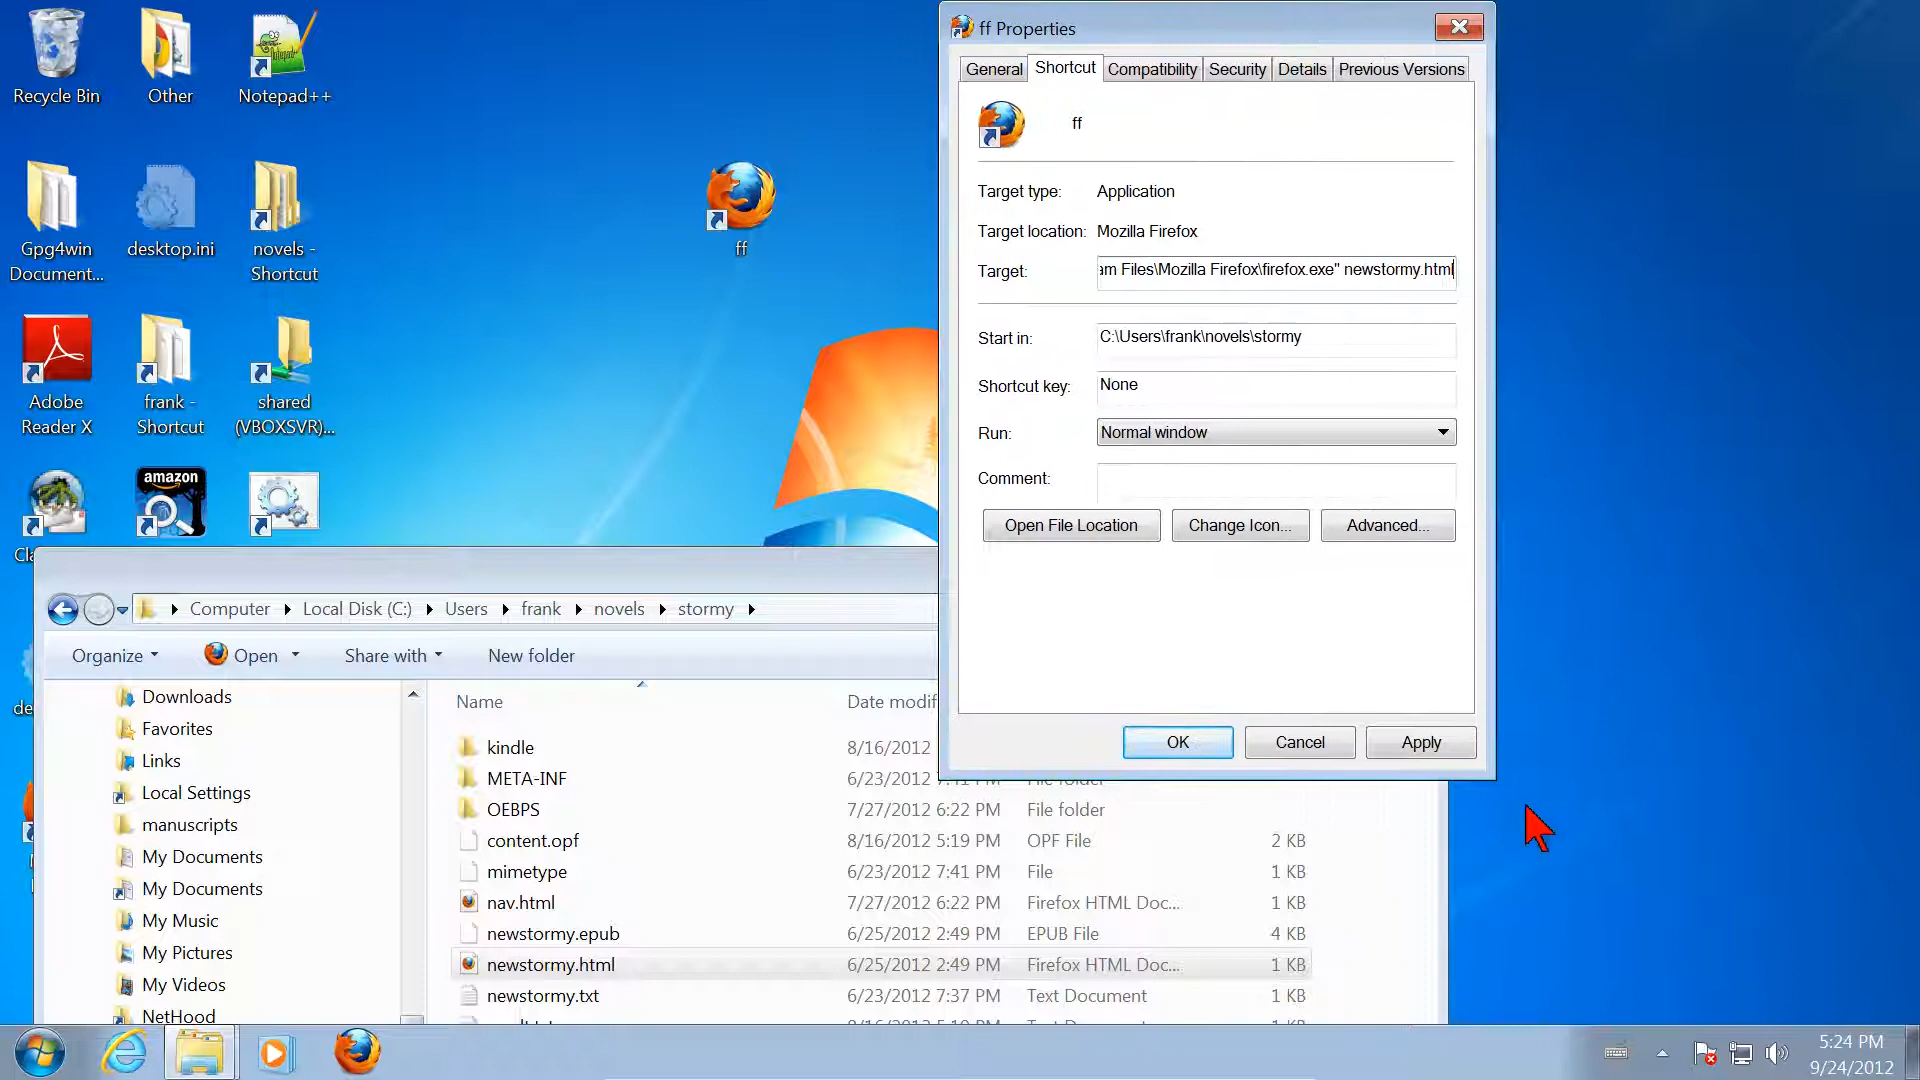 Recycle Bin
Other
Notepad++
Gpg4win
Document...
desktop.ini
novels -
Shortcut
Adobe
Reader X
frank -
Shortcut
shared
(VBOXSVR)...
amazon
ff
ff Properties
General
Shortcut
Compatibility
Security
Details
Previous Versions
ff
Target type:
Application
Target location:
Mozilla Firefox
Target:
am Files\Mozilla Firefox\firefox.exe" newstormy.html
Start in:
C:\Users\frank\novels\stormy
Shortcut key:
None
Run:
Normal window
Comment:
Open File Location
Change Icon...
Advanced...
OK
Cancel
Apply
Computer
Local Disk (C:)
Users
frank
novels
stormy
Organize
Open
Share with
New folder
Downloads
Favorites
Links
Local Settings
manuscripts
My Documents
My Documents
My Music
My Pictures
My Videos
NetHood
Name
Date modif
kindle 8/16/2012
META-INF 6/23/2012 7:41 PM File folder
OEBPS 7/27/2012 6:22 PM File folder
content.opf 8/16/2012 5:19 PM OPF File 2 KB
mimetype 6/23/2012 7:41 PM File 1 KB
nav.html 7/27/2012 6:22 PM Firefox HTML Doc... 1 KB
newstormy.epub 6/25/2012 2:49 PM EPUB File 4 KB
newstormy.html 6/25/2012 2:49 PM Firefox HTML Doc... 1 KB
newstormy.txt 6/23/2012 7:37 PM Text Document 1 KB
5:24 PM
9/24/2012